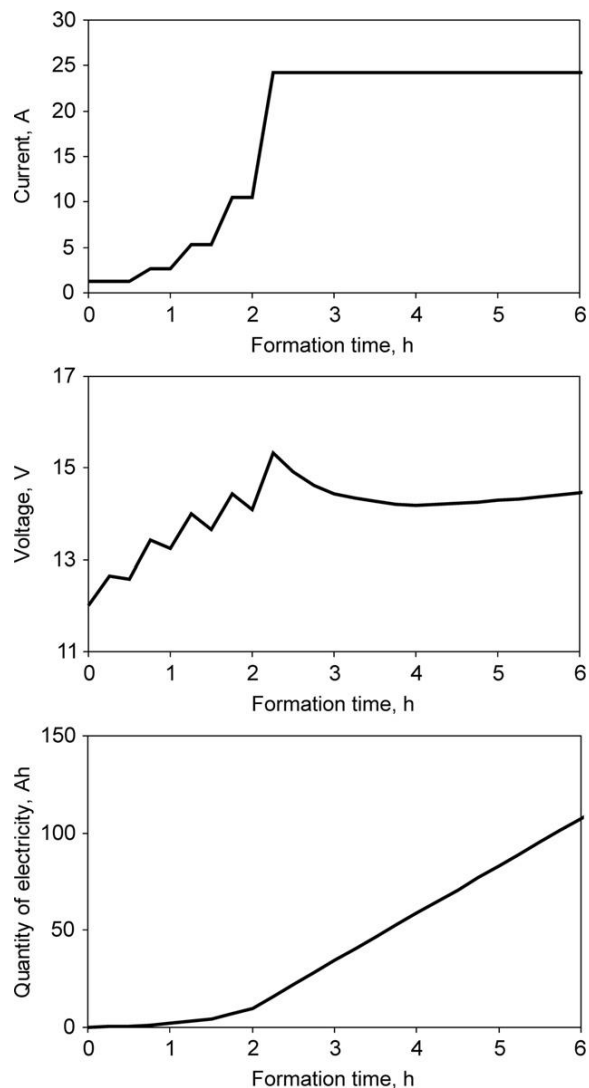 30
25
20
15
10
5
0
Current, A
0 1 2 3 4 5 6
Formation time, h
17
15
13
11
Voltage, V
0 1 2 3 4 5 6
Formation time, h
150
100
50
0
Quantity of electricity, Ah
0 1 2 3 4 5 6
Formation time, h